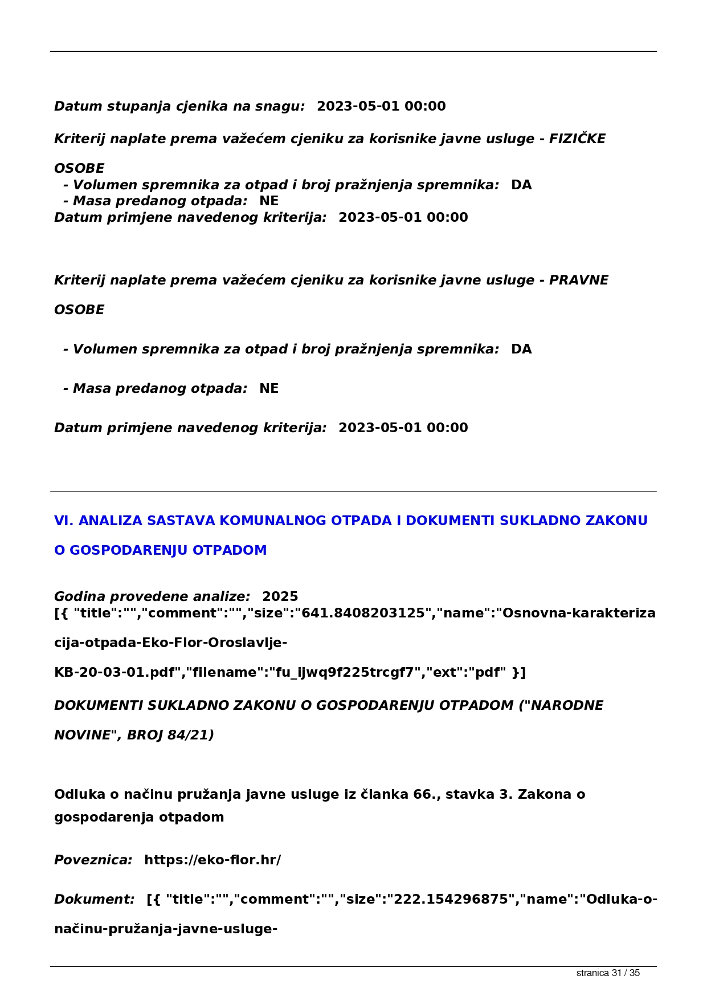 Datum stupanja cjenika na snagu: 2023-05-01 00:00
Kriterij naplate prema važećem cjeniku za korisnike javne usluge - FIZIČKE
OSOBE
- Volumen spremnika za otpad i broj pražnjenja spremnika: DA
- Masa predanog otpada: NE
Datum primjene navedenog kriterija: 2023-05-01 00:00
Kriterij naplate prema važećem cjeniku za korisnike javne usluge - PRAVNE
OSOBE
- Volumen spremnika za otpad i broj pražnjenja spremnika: DA
- Masa predanog otpada: NE
Datum primjene navedenog kriterija: 2023-05-01 00:00
VI. ANALIZA SASTAVA KOMUNALNOG OTPADA I DOKUMENTI SUKLADNO ZAKONU
O GOSPODARENJU OTPADOM
Godina provedene analize: 2025
[{ "title":"","comment":"","size":"641.8408203125","name":"Osnovna-karakteriza
cija-otpada-Eko-Flor-Oroslavlje-
KB-20-03-01.pdf","filename":"fu_ijwq9f225trcgf7","ext":"pdf" }]
DOKUMENTI SUKLADNO ZAKONU O GOSPODARENJU OTPADOM ("NARODNE
NOVINE", BROJ 84/21)
Odluka o načinu pružanja javne usluge iz članka 66., stavka 3. Zakona o
gospodarenja otpadom
Poveznica: https://eko-flor.hr/
Dokument: [{ "title":"","comment":"","size":"222.154296875","name":"Odluka-o-
načinu-pružanja-javne-usluge-
stranica 31 / 35